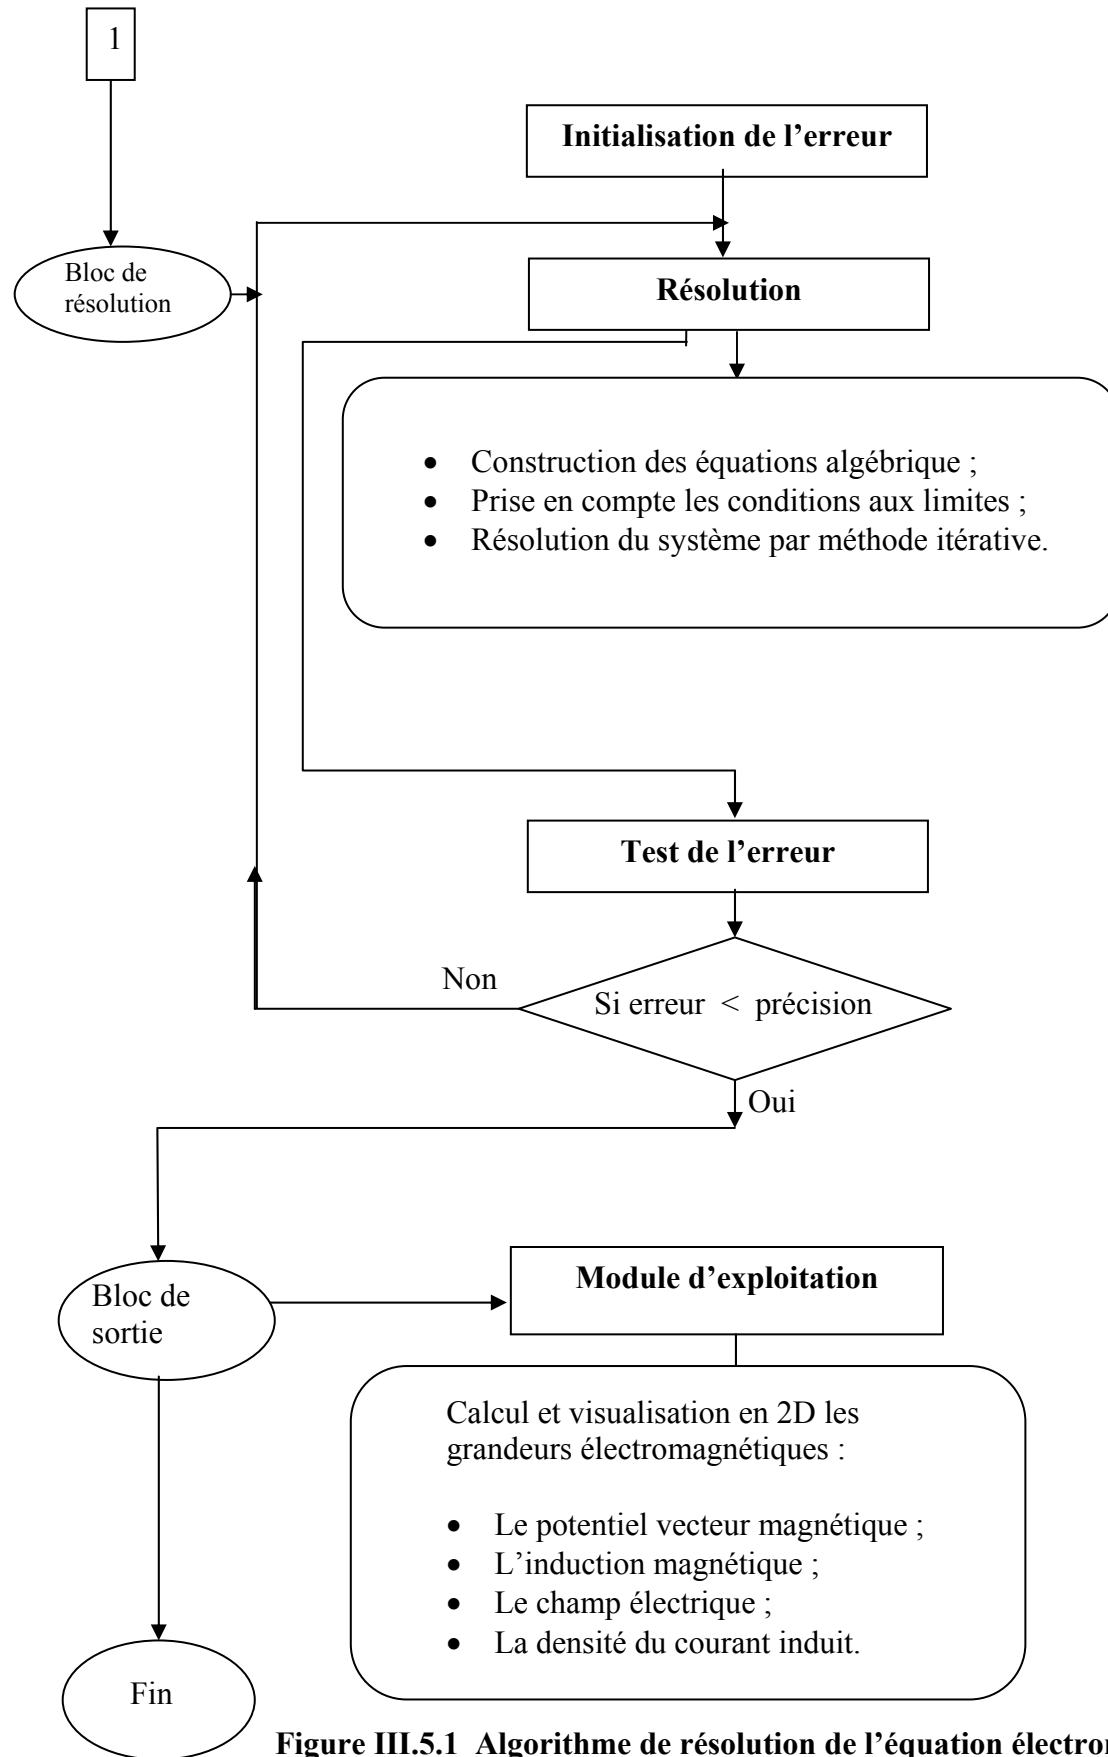 1
Initialisation de l’erreur
Bloc de
résolution
Résolution
• Construction des équations algébrique ;
• Prise en compte les conditions aux limites ;
• Résolution du système par méthode itérative.
Test de l’erreur
Non
Si erreur < précision
Oui
Bloc de
sortie
Module d’exploitation
Calcul et visualisation en 2D les
grandeurs électromagnétiques :
• Le potentiel vecteur magnétique ;
• L’induction magnétique ;
• Le champ électrique ;
• La densité du courant induit.
Fin
Figure III.5.1 Algorithme de résolution de l’équation